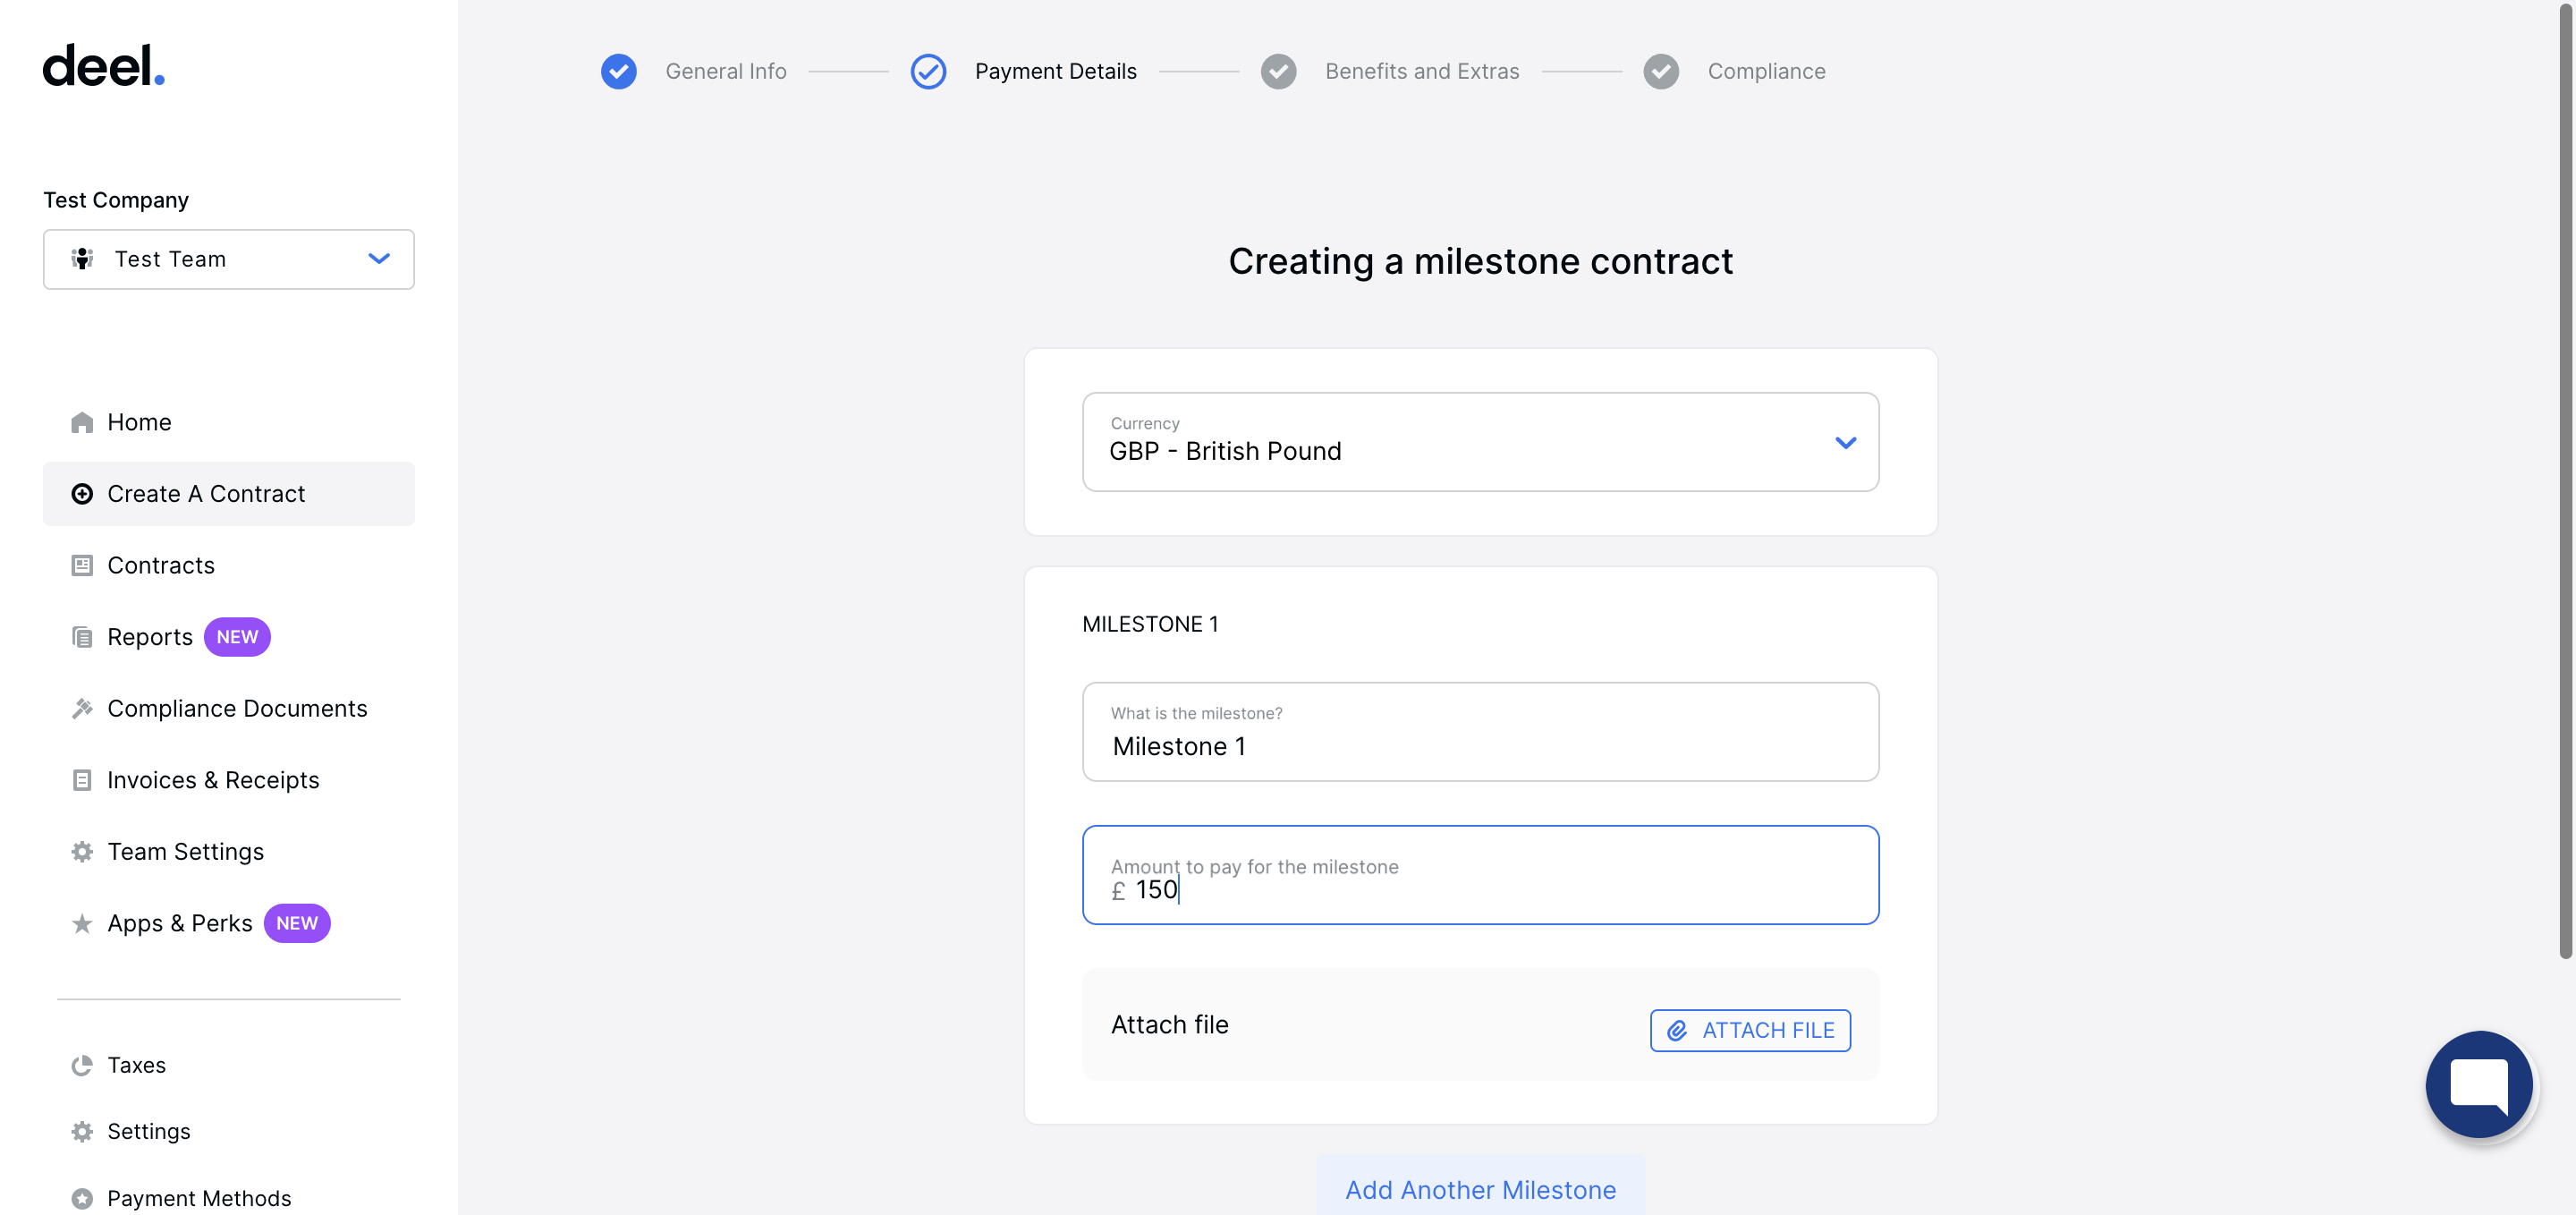 deel.
Test Company
Test Team
Home
Create A Contract
Contracts
Reports NEW
Compliance Documents
Invoices & Receipts
Team Settings
Apps & Perks NEW
Taxes
Settings
Payment Methods
General Info
Payment Details
Benefits and Extras
Compliance
Creating a milestone contract
Currency
GBP - British Pound
MILESTONE 1
What is the milestone?
Milestone 1
Amount to pay for the milestone
£ 150
Attach file
ATTACH FILE
Add Another Milestone